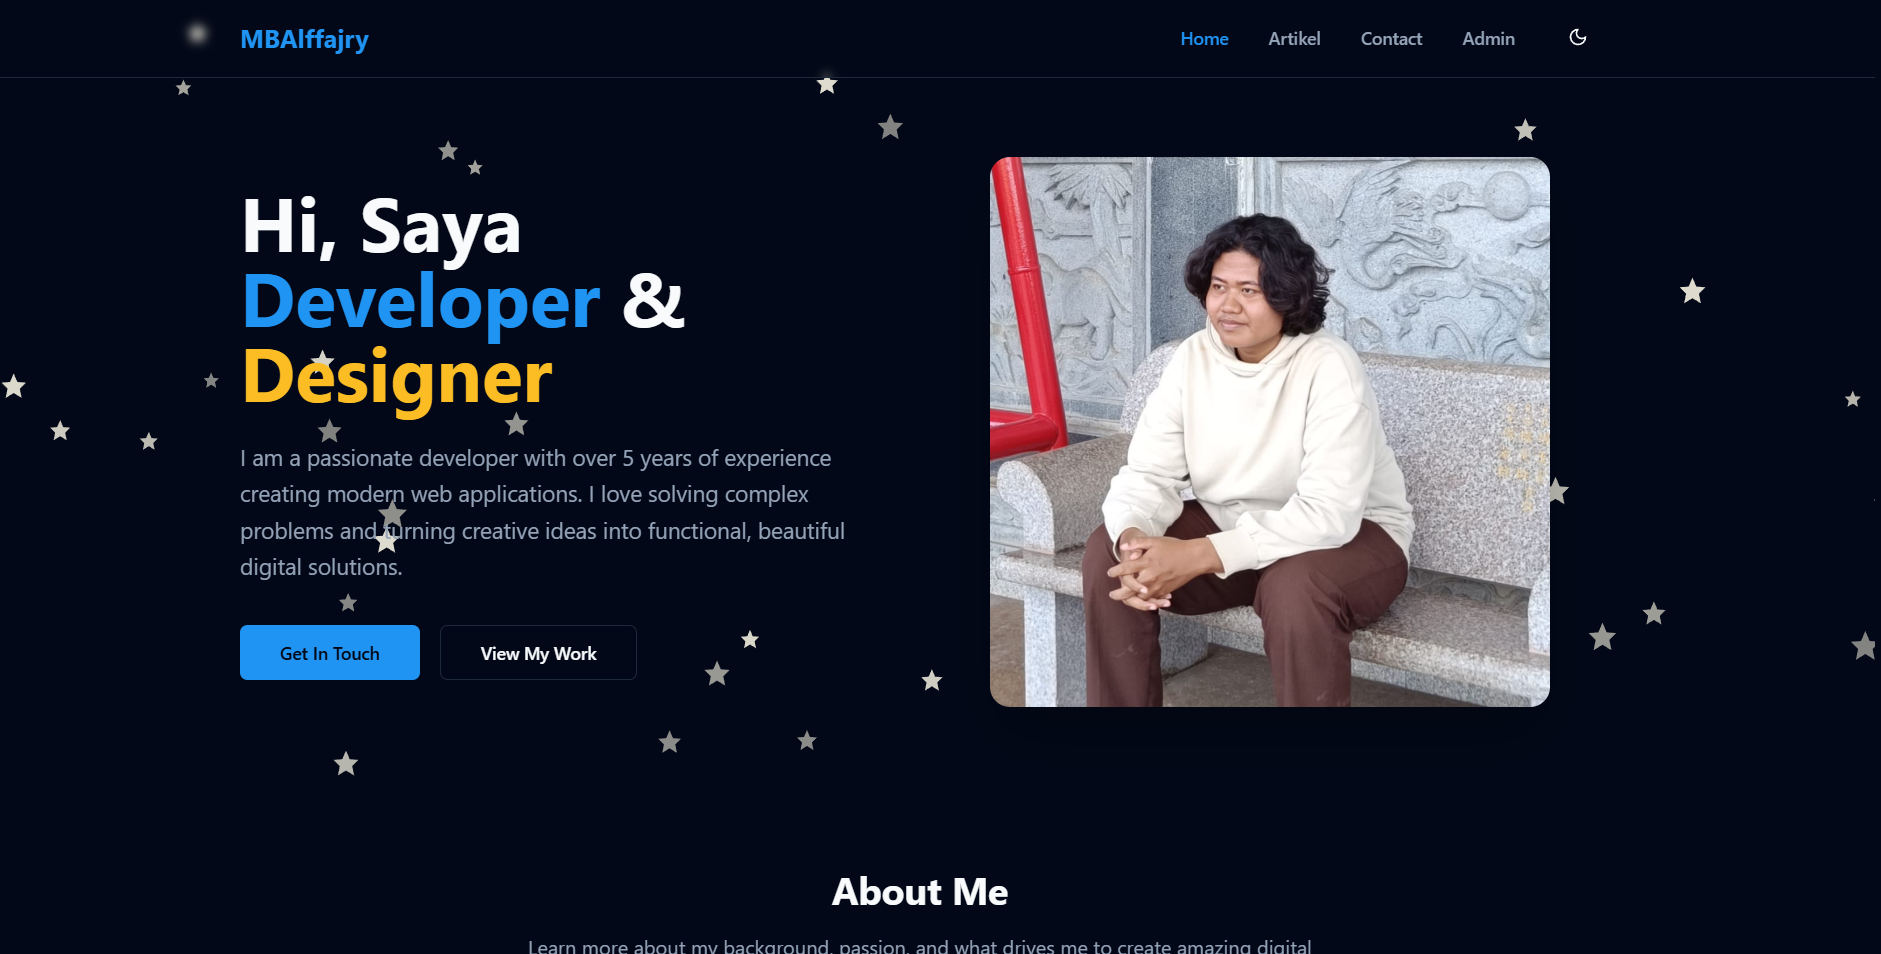 MBAlffajry
Home
Artikel
Contact
Admin
Hi, Saya
Developer &
Designer
I am a passionate developer with over 5 years of experience
creating modern web applications. I love solving complex
problems and turning creative ideas into functional, beautiful
digital solutions.
Get In Touch
View My Work
About Me
Learn more about my background, passion, and what drives me to create amazing digital